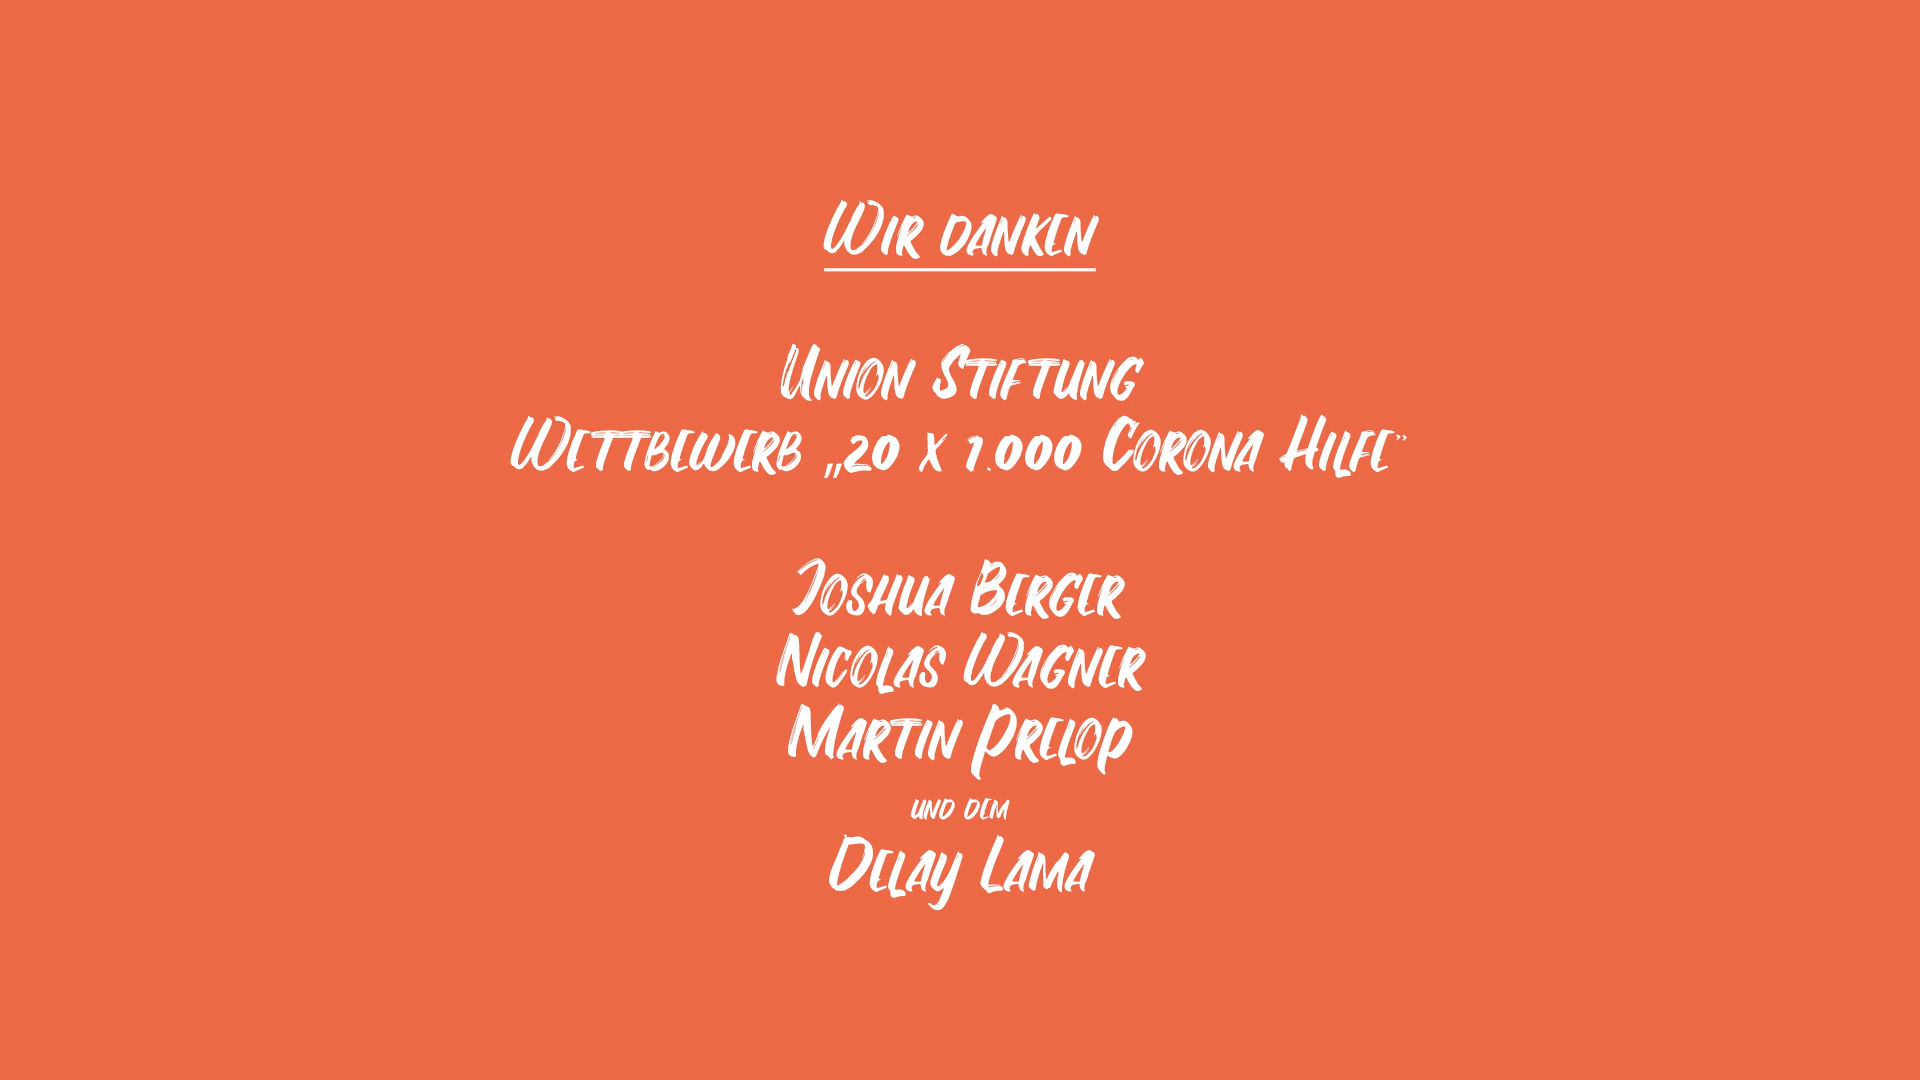 Wir danken
Union Stiftung
Wettbewerb „20 x 1.000 Corona Hilfe”
Joshua Berger
Nicolas Wagner
Martin Prelop
und dem
Delay Lama